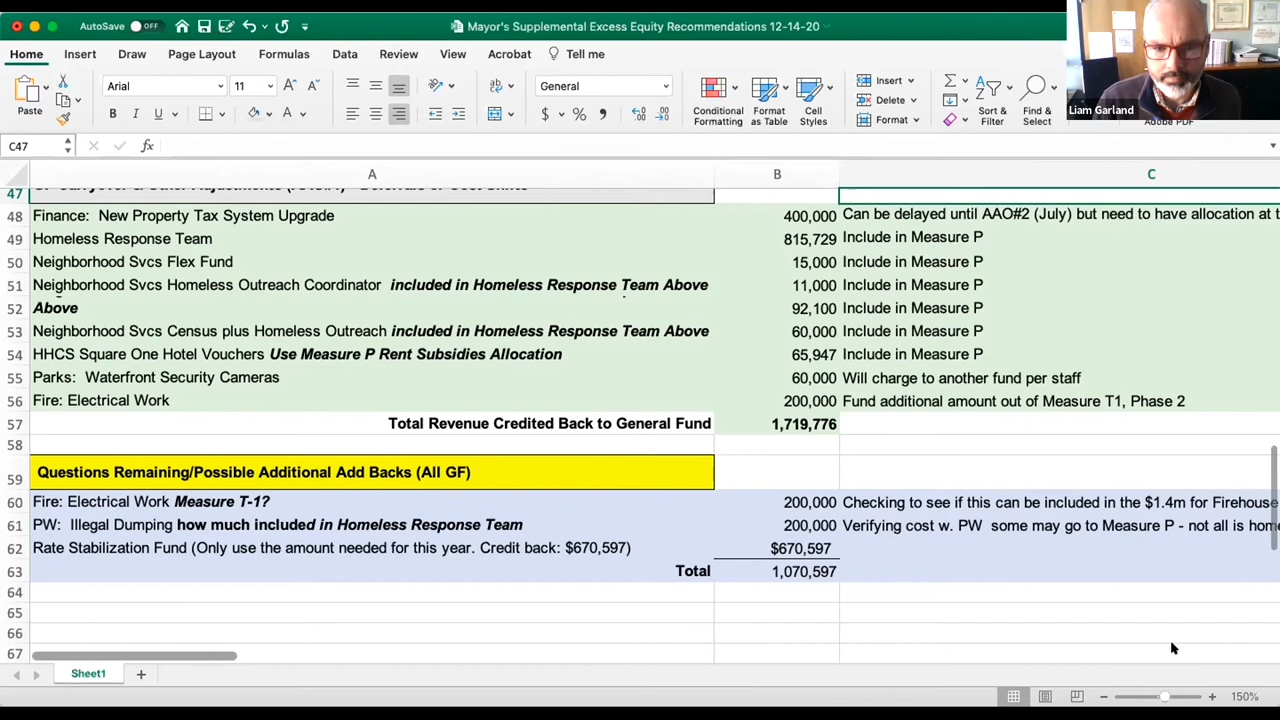 AutoSave OFF
Mayor's Supplemental Excess Equity Recommendations 12-14-20
Home Insert Draw Page Layout Formulas Data Review View Acrobat Tell me
Paste
Arial 11
B I U
General
$ % 9
Conditional Formatting
Format as Table
Cell Styles
Insert
Delete
Format
Sort & Filter
Find & Select
Adobe PDF
Liam Garland
C47 fx
A B C
47
48 Finance: New Property Tax System Upgrade 400,000 Can be delayed until AAO#2 (July) but need to have allocation at t
49 Homeless Response Team 815,729 Include in Measure P
50 Neighborhood Svcs Flex Fund 15,000 Include in Measure P
51 Neighborhood Svcs Homeless Outreach Coordinator included in Homeless Response Team Above 11,000 Include in Measure P
52 Above 92,100 Include in Measure P
53 Neighborhood Svcs Census plus Homeless Outreach included in Homeless Response Team Above 60,000 Include in Measure P
54 HHCS Square One Hotel Vouchers Use Measure P Rent Subsidies Allocation 65,947 Include in Measure P
55 Parks: Waterfront Security Cameras 60,000 Will charge to another fund per staff
56 Fire: Electrical Work 200,000 Fund additional amount out of Measure T1, Phase 2
57 Total Revenue Credited Back to General Fund 1,719,776
58
59 Questions Remaining/Possible Additional Add Backs (All GF)
60 Fire: Electrical Work Measure T-1? 200,000 Checking to see if this can be included in the $1.4m for Firehouse
61 PW: Illegal Dumping how much included in Homeless Response Team 200,000 Verifying cost w. PW some may go to Measure P - not all is hom
62 Rate Stabilization Fund (Only use the amount needed for this year. Credit back: $670,597) $670,597
63 Total 1,070,597
64
65
66
67
Sheet1 +
150%